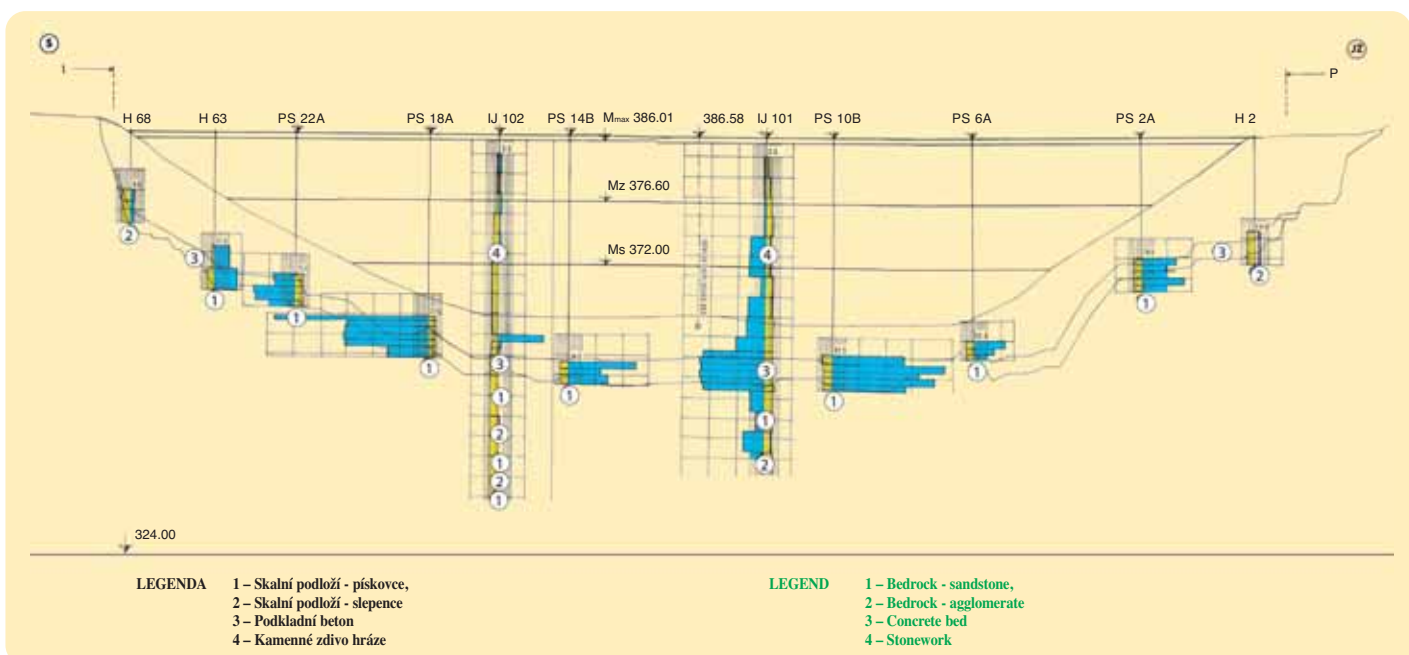 S
JZ
1
P
H 68
H 63
PS 22A
PS 18A
IJ 102
PS 14B
Mmax 386.01
386.58
IJ 101
PS 10B
PS 6A
PS 2A
H 2
Mz 376.60
Ms 372.00
4
4
2
3
3
1
1
1
3
1
3
1
1
1
2
1
1
2
1
2
2
1
324.00
LEGENDA 1 – Skalní podloží - pískovce,
2 – Skalní podloží - slepence
3 – Podkladní beton
4 – Kamenné zdivo hráze
LEGEND 1 – Bedrock - sandstone,
2 – Bedrock - agglomerate
3 – Concrete bed
4 – Stonework